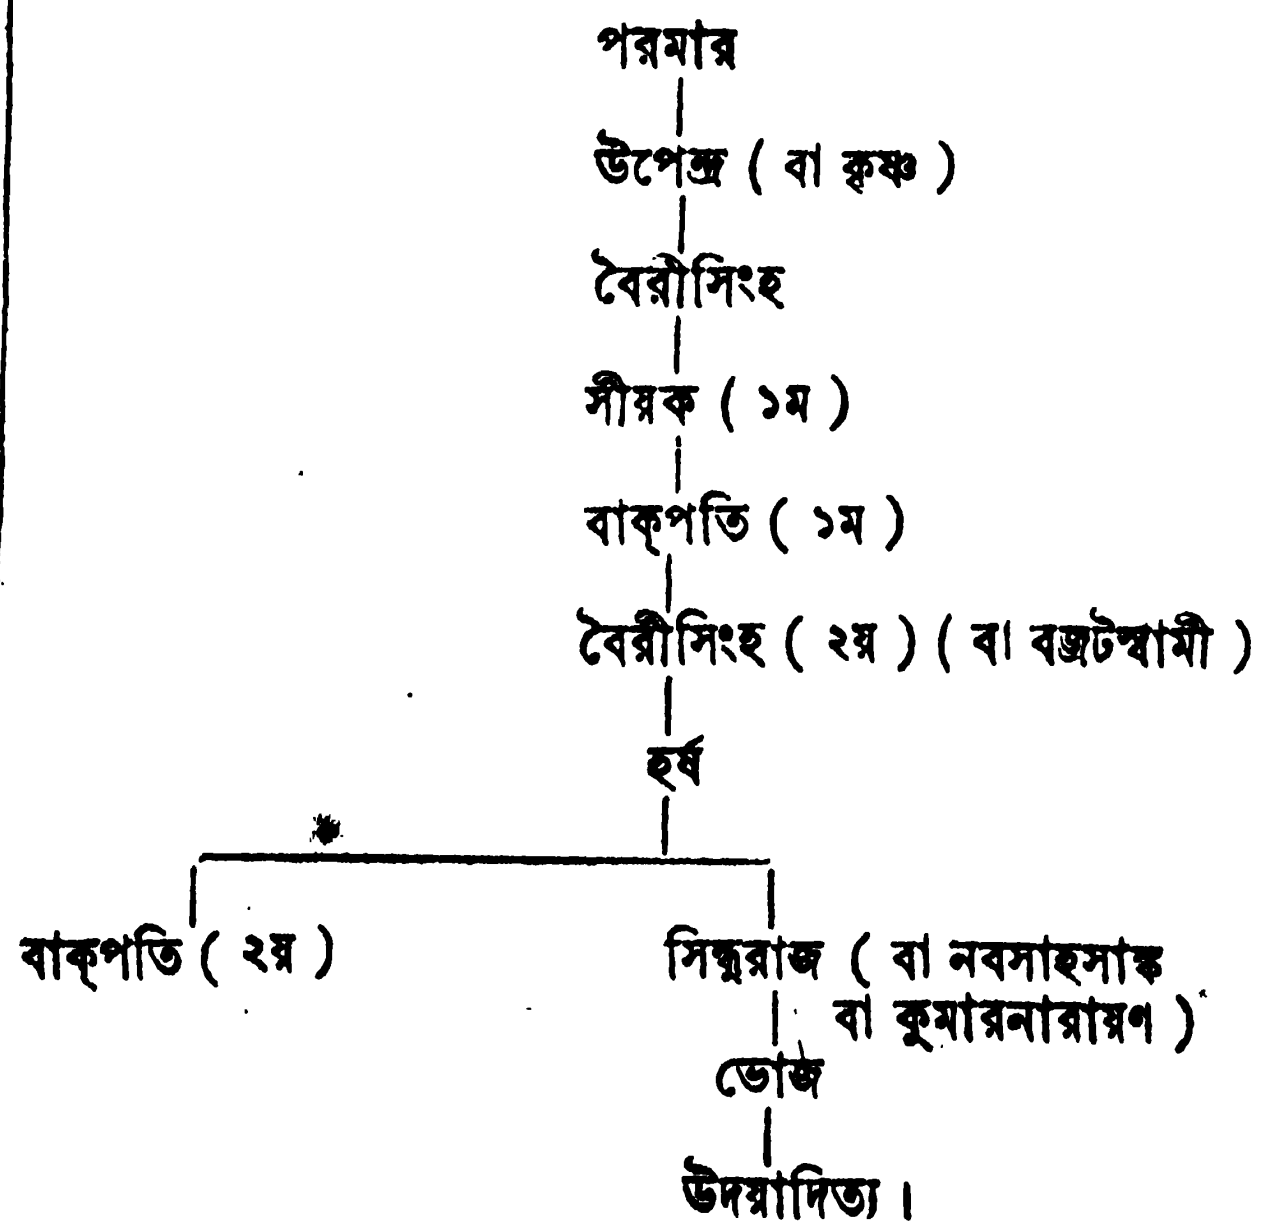 পরমার
উপেন্দ্র ( বা কৃষ্ণ )
বৈরীসিংহ
সীয়ক ( ১ম )
বাক্‌পতি ( ১ম )
বৈরীসিংহ ( ২য় ) ( বা বজ্রটস্বামী )
হর্ষ
বাক্‌পতি ( ২য় )
সিন্ধুরাজ ( বা নবসাহসাঙ্ক
বা কুমারনারায়ণ )
ভোজ
উদয়াদিত্য।